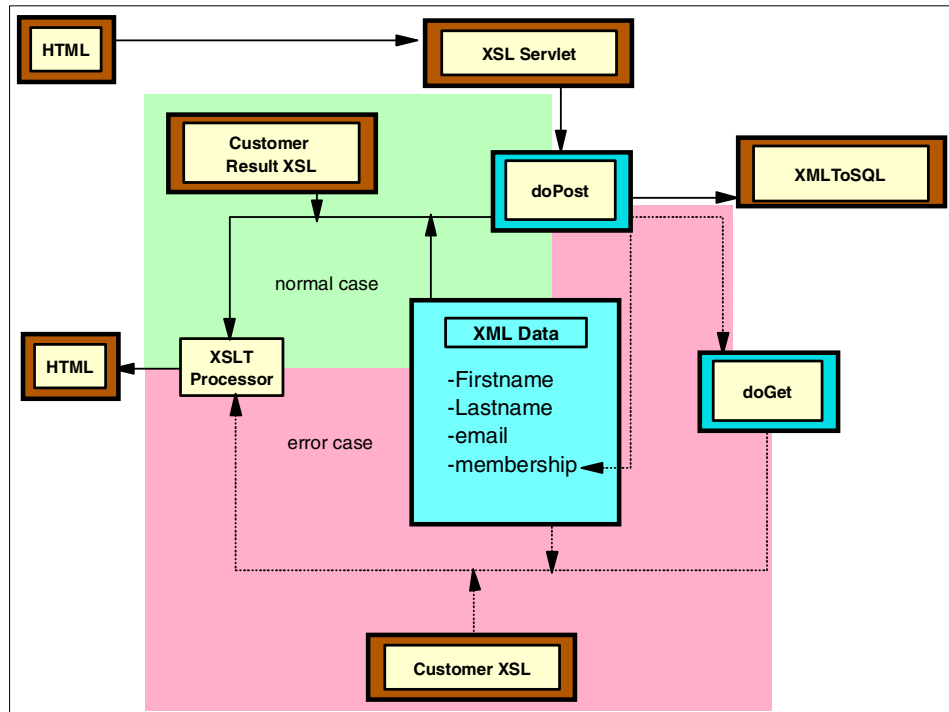 HTML
XSL Servlet
Customer
Result XSL
doPost
XMLToSQL
normal case
XML Data
HTML
XSLT
Processor
-Firstname
-Lastname
-email
-membership
doGet
error case
Customer XSL